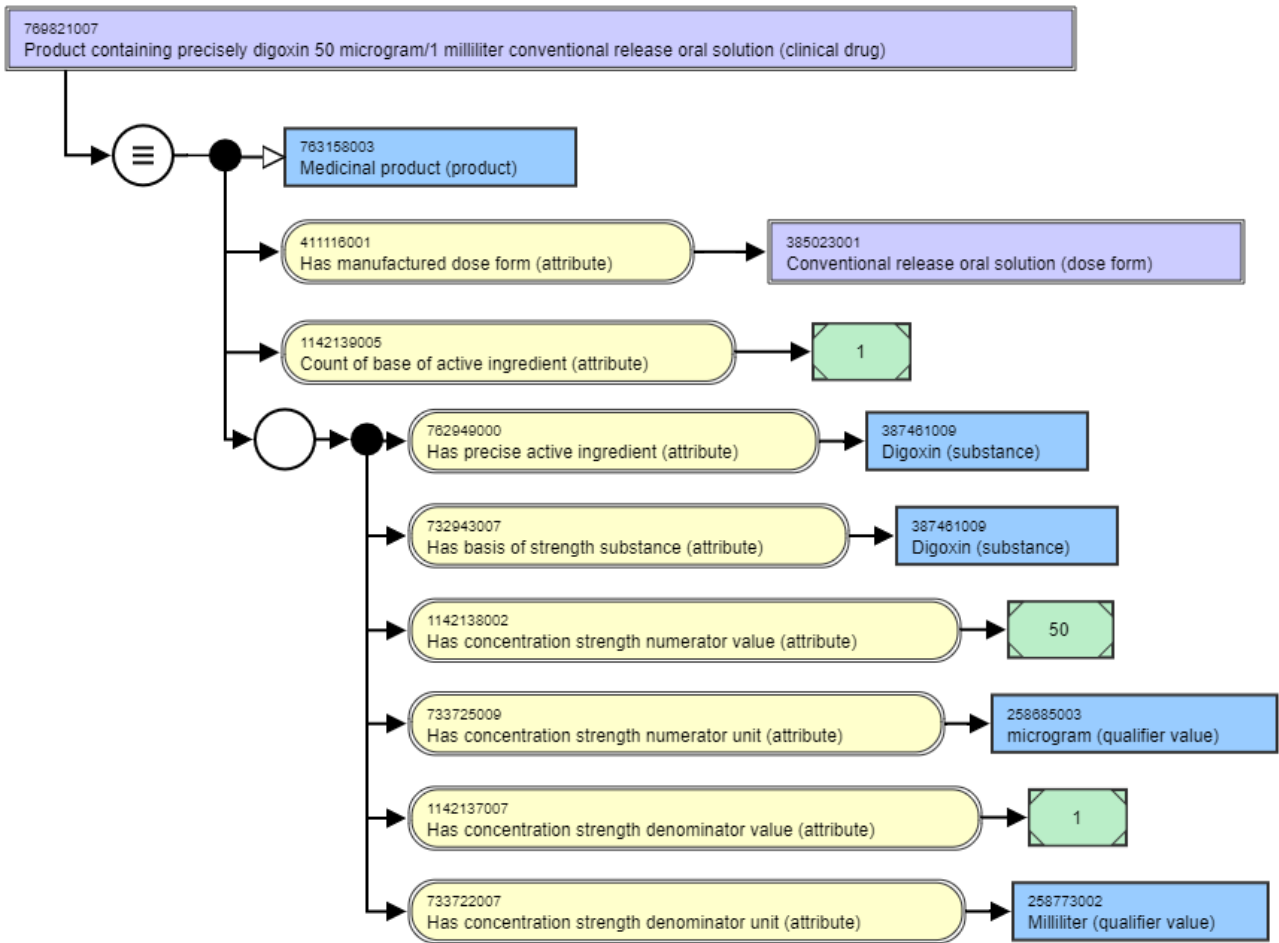 769821007
Product containing precisely digoxin 50 microgram/1 milliliter conventional release oral solution (clinical drug)
763158003
Medicinal product (product)
411116001
Has manufactured dose form (attribute)
385023001
Conventional release oral solution (dose form)
1142139005
Count of base of active ingredient (attribute)
1
762949000
Has precise active ingredient (attribute)
387461009
Digoxin (substance)
732943007
Has basis of strength substance (attribute)
387461009
Digoxin (substance)
1142138002
Has concentration strength numerator value (attribute)
50
733725009
Has concentration strength numerator unit (attribute)
258685003
microgram (qualifier value)
1142137007
Has concentration strength denominator value (attribute)
1
733722007
Has concentration strength denominator unit (attribute)
258773002
Milliliter (qualifier value)